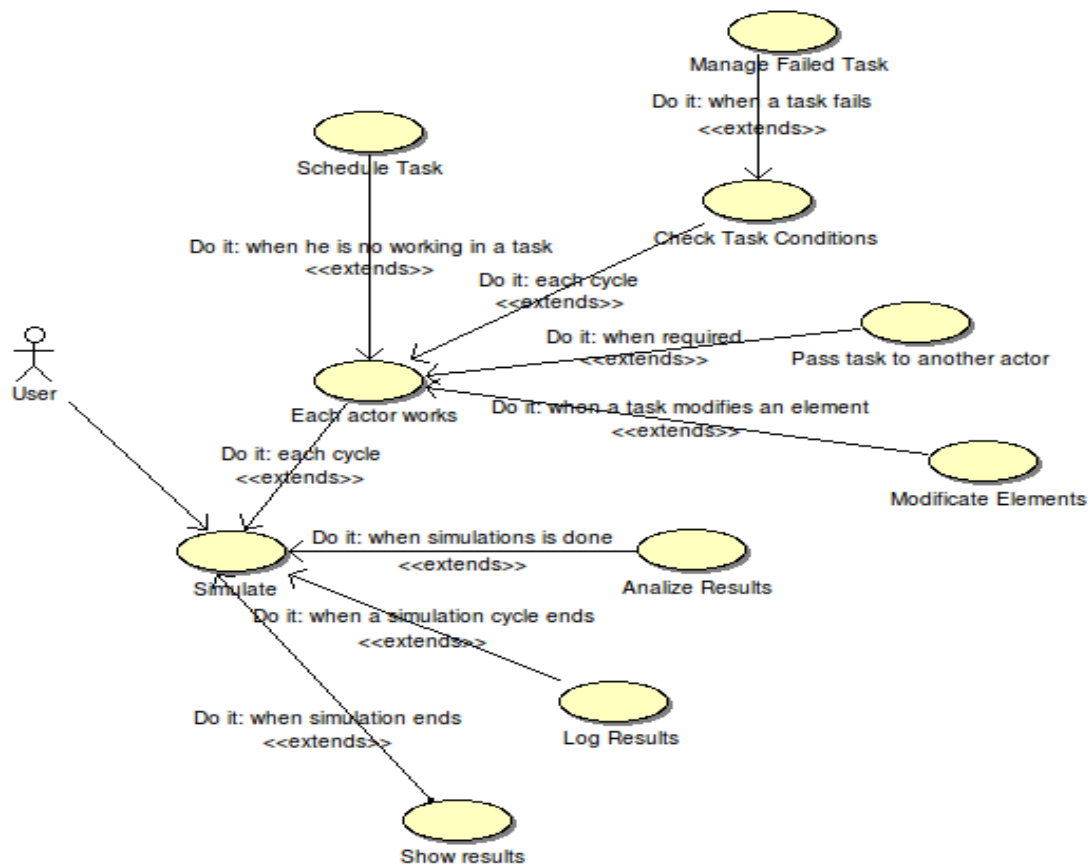 Manage Failed Task
Do it: when a task fails
<<extends>>
Schedule Task
Check Task Conditions
Do it: when he is no working in a task
<<extends>>
Do it: each cycle
<<extends>>
Do it: when required
<<extends>>
Pass task to another actor
User
Each actor works
Do it: when a task modifies an element
<<extends>>
Do it: each cycle
<<extends>>
Modificate Elements
Do it: when simulations is done
<<extends>>
Simulate
Analize Results
Do it: when a simulation cycle ends
<<extends>>
Do it: when simulation ends
<<extends>>
Log Results
Show results